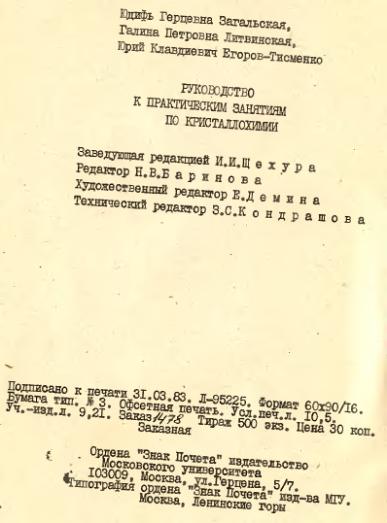 Юдифь Герцевна Загальская,
Галина Петровна Литвинская,
Юрий Клавдиевич Егоров-Тисменко
РУКОВОДСТВО
К ПРАКТИЧЕСКИМ ЗАНЯТИЯМ
ПО КРИСТАЛЛОХИМИИ
Заведующая редакцией И.И.Щехура
Редактор Н.В.Баринова
Художественный редактор Е.Демина
Технический редактор З.С.Кондрашова
Подписано к печати 31.03.83. Л-95225. Формат 60х90/16.
Бумага тип. № 3. Офсетная печать. Усл.печ.л. 10,5.
Уч.-изд.л. 9,21. Заказ 1478 Тираж 500 экз. Цена 30 коп.
Заказная
Ордена "Знак Почета" издательство
Московского университета
103009, Москва, ул.Герцена, 5/7.
Типография ордена "Знак Почета" изд-ва МГУ.
Москва, Ленинские горы